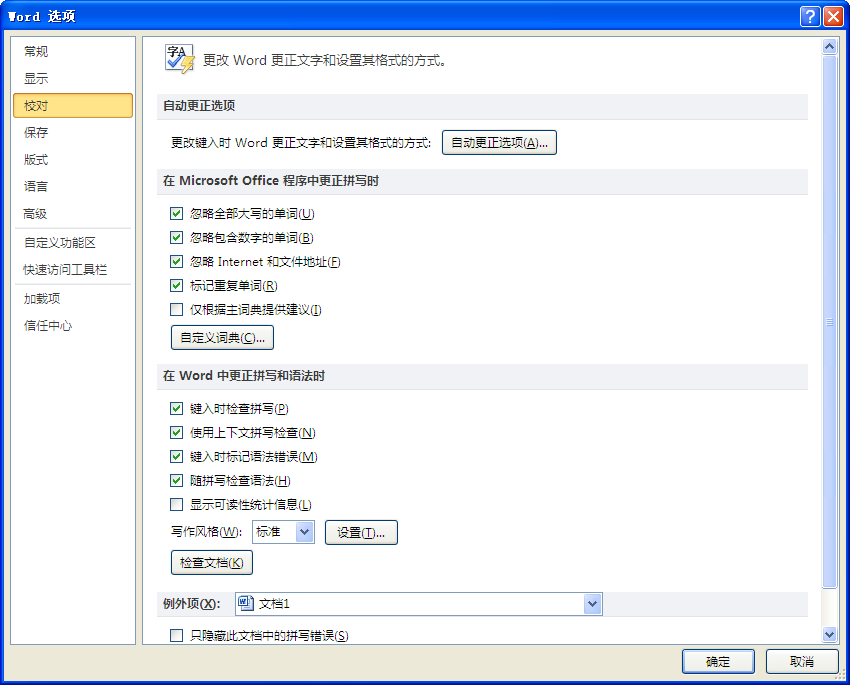 Word 选项
常规
显示
校对
保存
版式
语言
高级
自定义功能区
快速访问工具栏
加载项
信任中心
字A
更改 Word 更正文字和设置其格式的方式。
自动更正选项
更改键入时 Word 更正文字和设置其格式的方式: 自动更正选项(A)...
在 Microsoft Office 程序中更正拼写时
忽略全部大写的单词(U)
忽略包含数字的单词(B)
忽略 Internet 和文件地址(F)
标记重复单词(R)
仅根据主词典提供建议(I)
自定义词典(C)...
在 Word 中更正拼写和语法时
键入时检查拼写(P)
使用上下文拼写检查(N)
键入时标记语法错误(M)
随拼写检查语法(H)
显示可读性统计信息(L)
写作风格(W): 标准 设置(T)...
检查文档(K)
例外项(X): 文档1
只隐藏此文档中的拼写错误(S)
确定 取消